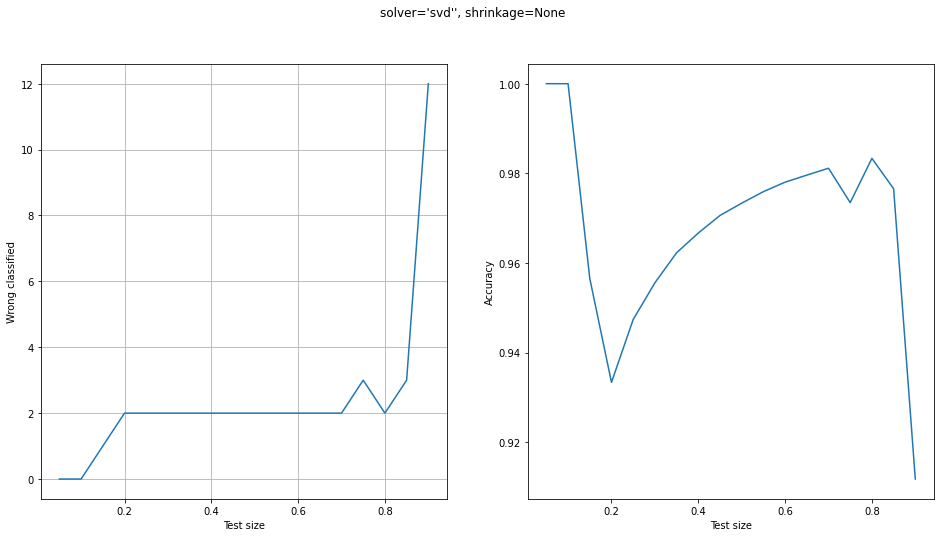 solver='svd'', shrinkage=None
12
10
8
6
4
2
0
Wrong classified
0.2 0.4 0.6 0.8
Test size
1.00
0.98
0.96
0.94
0.92
Accuracy
0.2 0.4 0.6 0.8
Test size